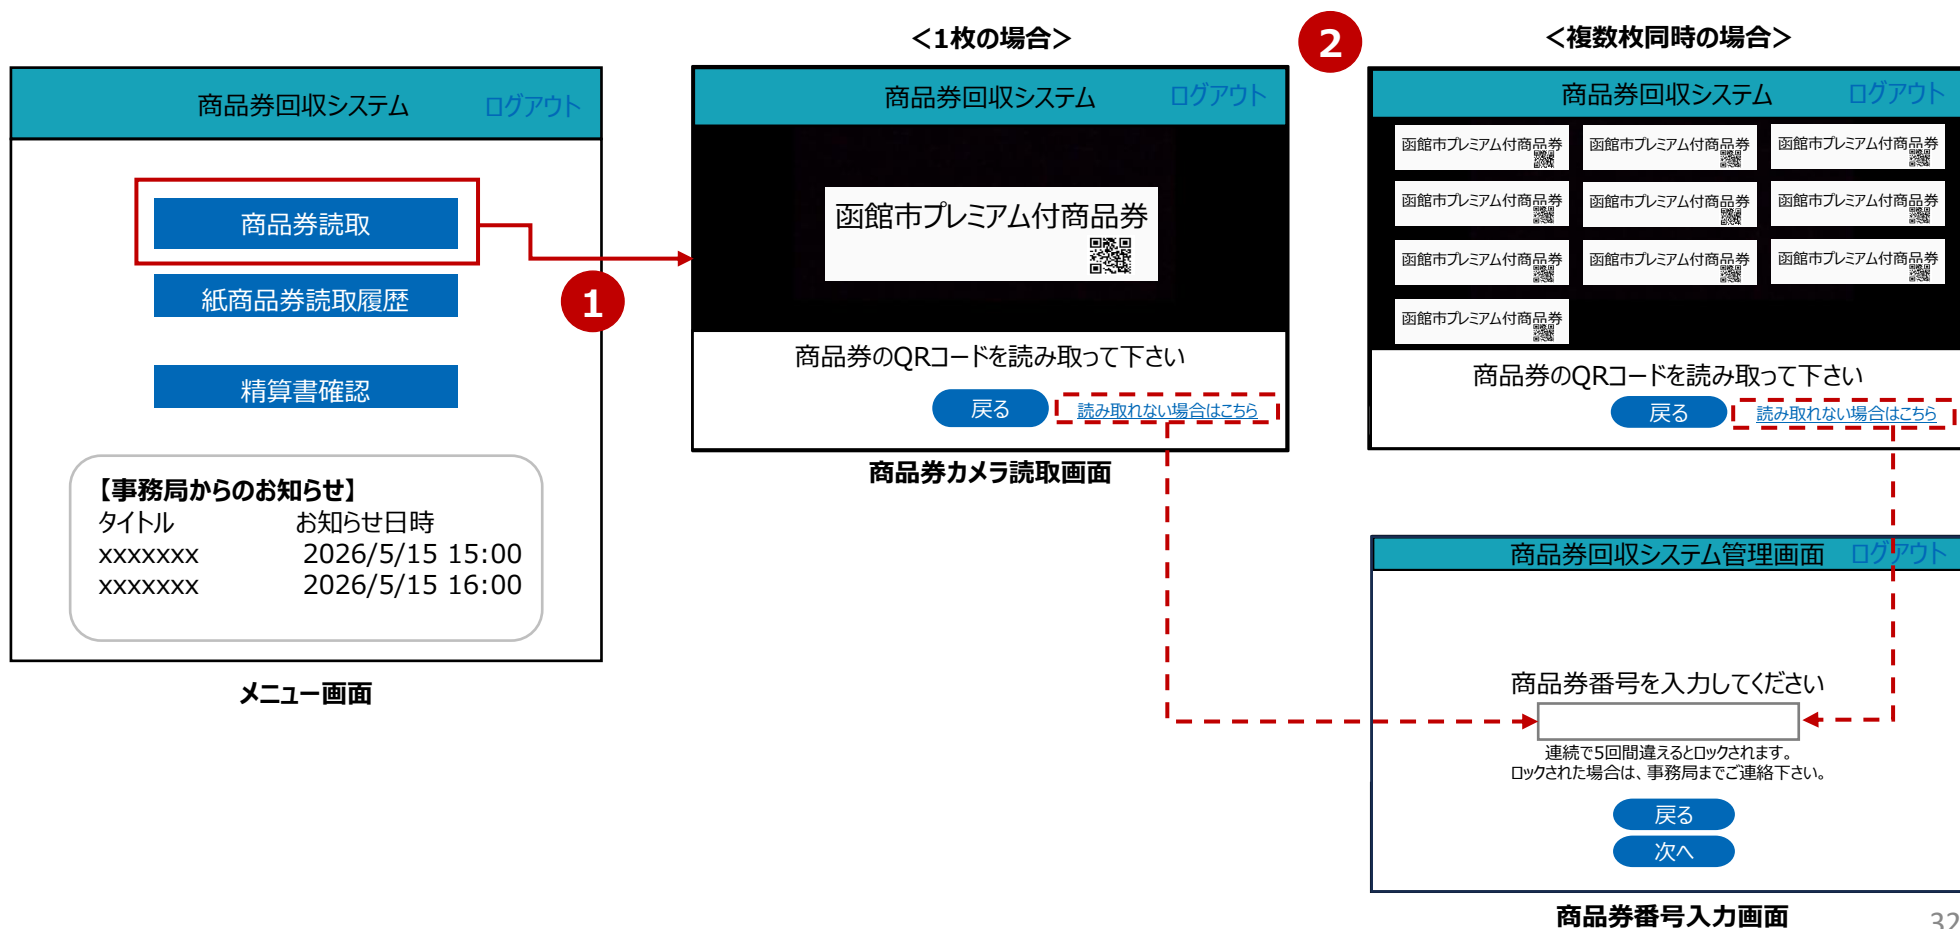 <1枚の場合>
2
<複数枚同時の場合>
商品券回収システム ログアウト
商品券読取
紙商品券読取履歴
精算書確認
【事務局からのお知らせ】
タイトル お知らせ日時
xxxxxxx 2026/5/15 15:00
xxxxxxx 2026/5/15 16:00
メニュー画面
1
商品券回収システム ログアウト
函館市プレミアム付商品券
商品券のQRコードを読み取って下さい
戻る 読み取れない場合はこちら
商品券カメラ読取画面
商品券回収システム ログアウト
函館市プレミアム付商品券 函館市プレミアム付商品券 函館市プレミアム付商品券
函館市プレミアム付商品券 函館市プレミアム付商品券 函館市プレミアム付商品券
函館市プレミアム付商品券 函館市プレミアム付商品券 函館市プレミアム付商品券
函館市プレミアム付商品券
商品券のQRコードを読み取って下さい
戻る 読み取れない場合はこちら
商品券回収システム管理画面 ログアウト
商品券番号を入力してください
連続で5回間違えるとロックされます。
ロックされた場合は、事務局までご連絡下さい。
戻る
次へ
商品券番号入力画面
32